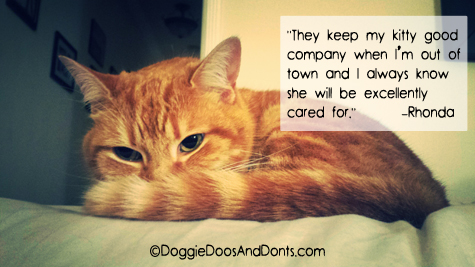 "They keep my kitty good
company when I'm out of
town and I always know
she will be excellently
cared for." -Rhonda
©DoggieDoosAndDonts.com